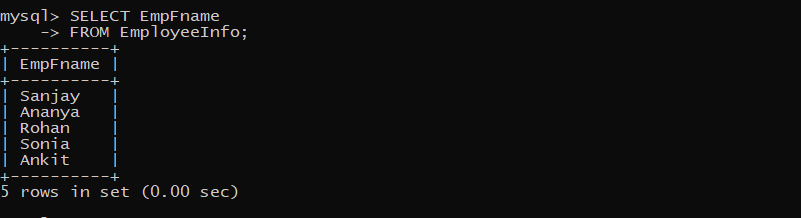 mysql> SELECT EmpFname
    -> FROM EmployeeInfo;
+----------+
| EmpFname |
+----------+
| Sanjay   |
| Ananya   |
| Rohan    |
| Sonia    |
| Ankit    |
+----------+
5 rows in set (0.00 sec)